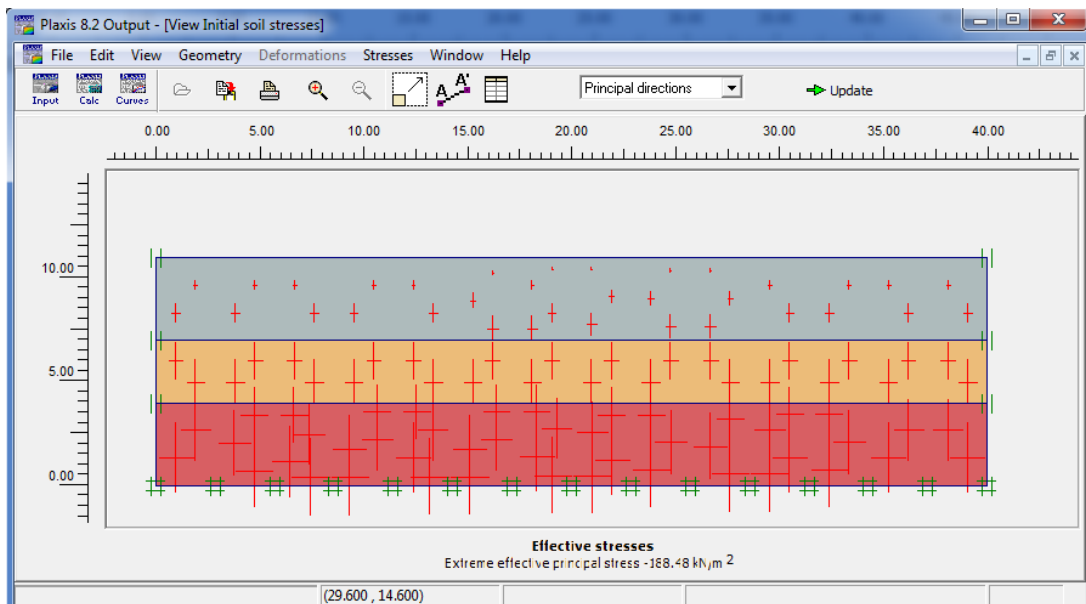 Plaxis 8.2 Output - [View Initial soil stresses]
File Edit View Geometry Deformations Stresses Window Help
Input Calc Curves Principal directions Update
0.00 5.00 10.00 15.00 20.00 25.00 30.00 35.00 40.00
10.00
5.00
0.00
Effective stresses
Extreme effective principal stress -188.48 kN/m 2
(29.600 , 14.600)